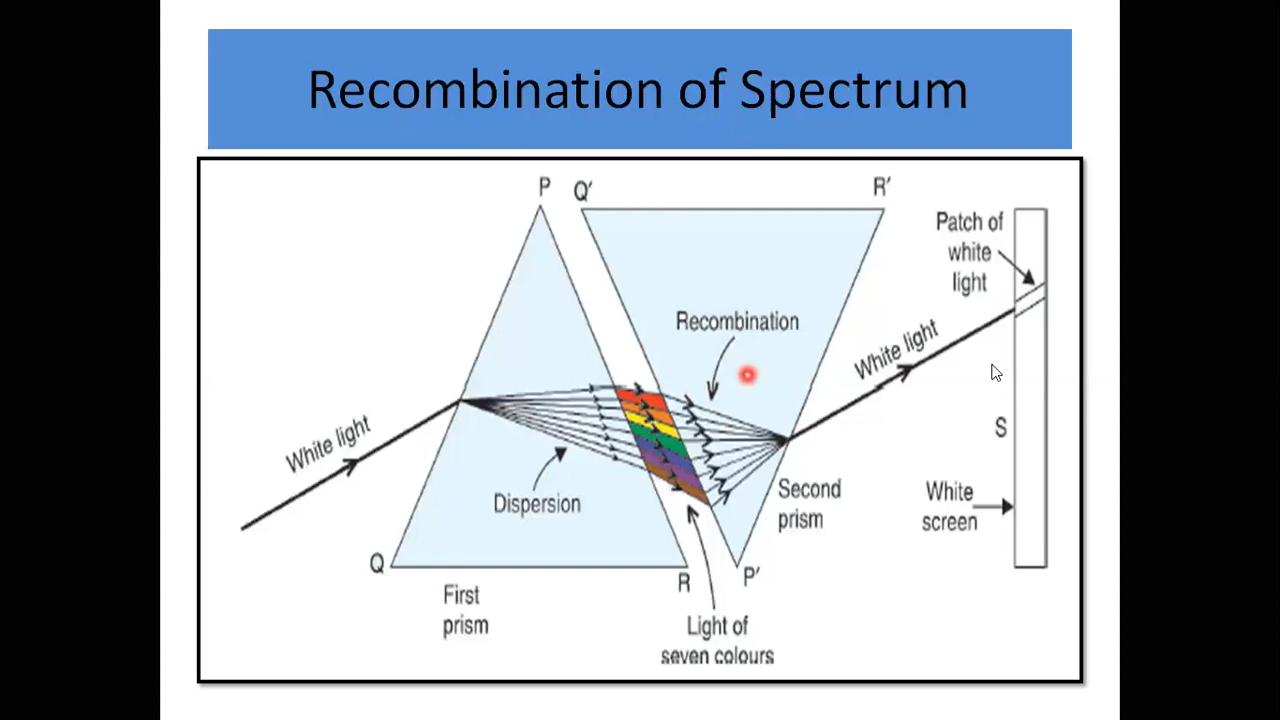 Recombination of Spectrum
P
Q′
R′
Patch of
white
light
Recombination
White light
White light
S
Dispersion
Second
prism
White
screen
Q
R
P′
First
prism
Light of
seven colours